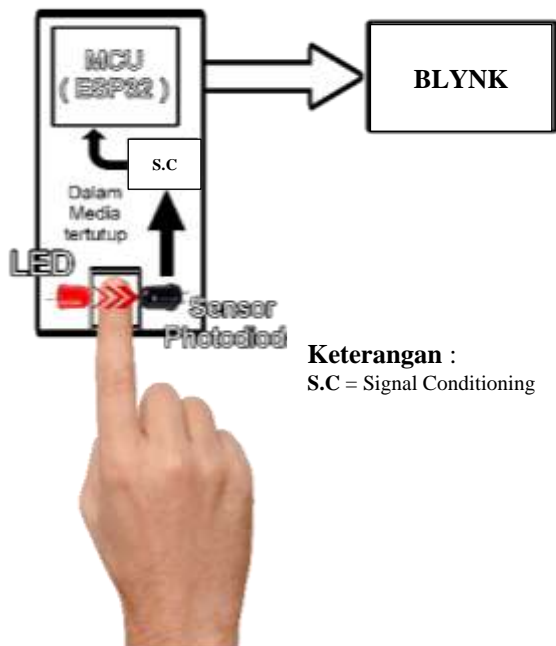 MCU
( ESP32 )
BLYNK
S.C
Dalam
Media
tertutup
LED
Sensor
Photodiod
Keterangan :
S.C = Signal Conditioning